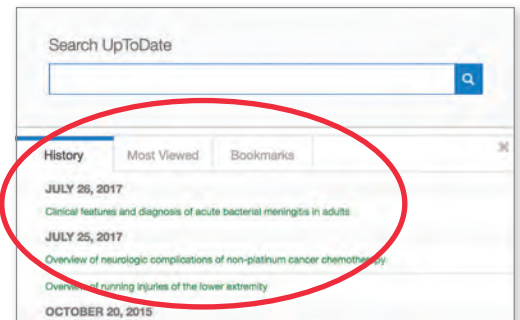 Search UpToDate
History Most Viewed Bookmarks
JULY 26, 2017
Clinical features and diagnosis of acute bacterial meningitis in adults
JULY 25, 2017
Overview of neurologic complications of non-platinum cancer chemotherapy
Overview of running injuries of the lower extremity
OCTOBER 20, 2015